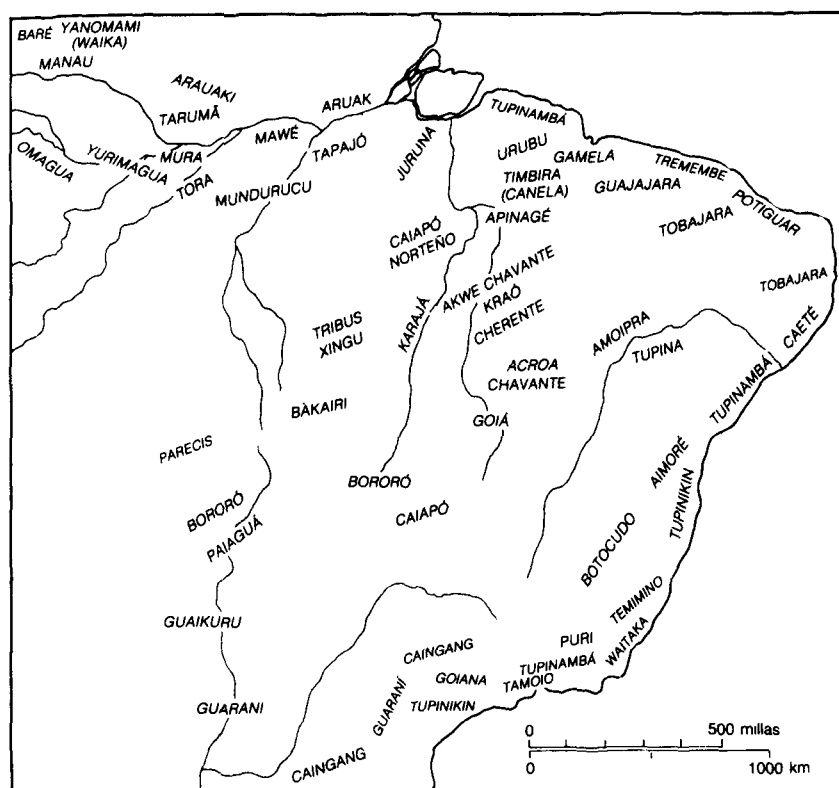 BARÉ
YANOMAMI
(WAIKA)
MANAU
ARAUAKI
TARUMÃ
ARUAK
MAWÉ
YURIMAGUA
MURA
OMAGUA
TORA
TAPAJÓ
MUNDURUCU
JURUNA
TUPINAMBÁ
URUBU
GAMELA
TREMEMBE
TIMBIRA
(CANELA)
GUAJAJARA
POTIGUAR
APINAGÉ
TOBAJARA
CAIAPÓ
NORTEÑO
AKWE CHAVANTE
KRAÓ
CHERENTE
TOBAJARA
CAETÉ
KARAJÁ
TRIBUS
XINGU
AMOIPRA
TUPINA
ACROA
CHAVANTE
TUPINAMBÁ
BÀKAIRI
GOIÁ
PARECIS
AIMORÉ
TUPINIKIN
BORORÓ
BORORÓ
CAIAPÓ
PAIAGUÁ
BOTOCUDO
GUAIKURU
TEMIMINO
WAITAKA
PURI
CAINGANG
TUPINAMBÁ
GOIANA
TAMOIO
GUARANÍ
TUPINIKIN
GUARANI
CAINGANG
0 500 millas
0 1000 km